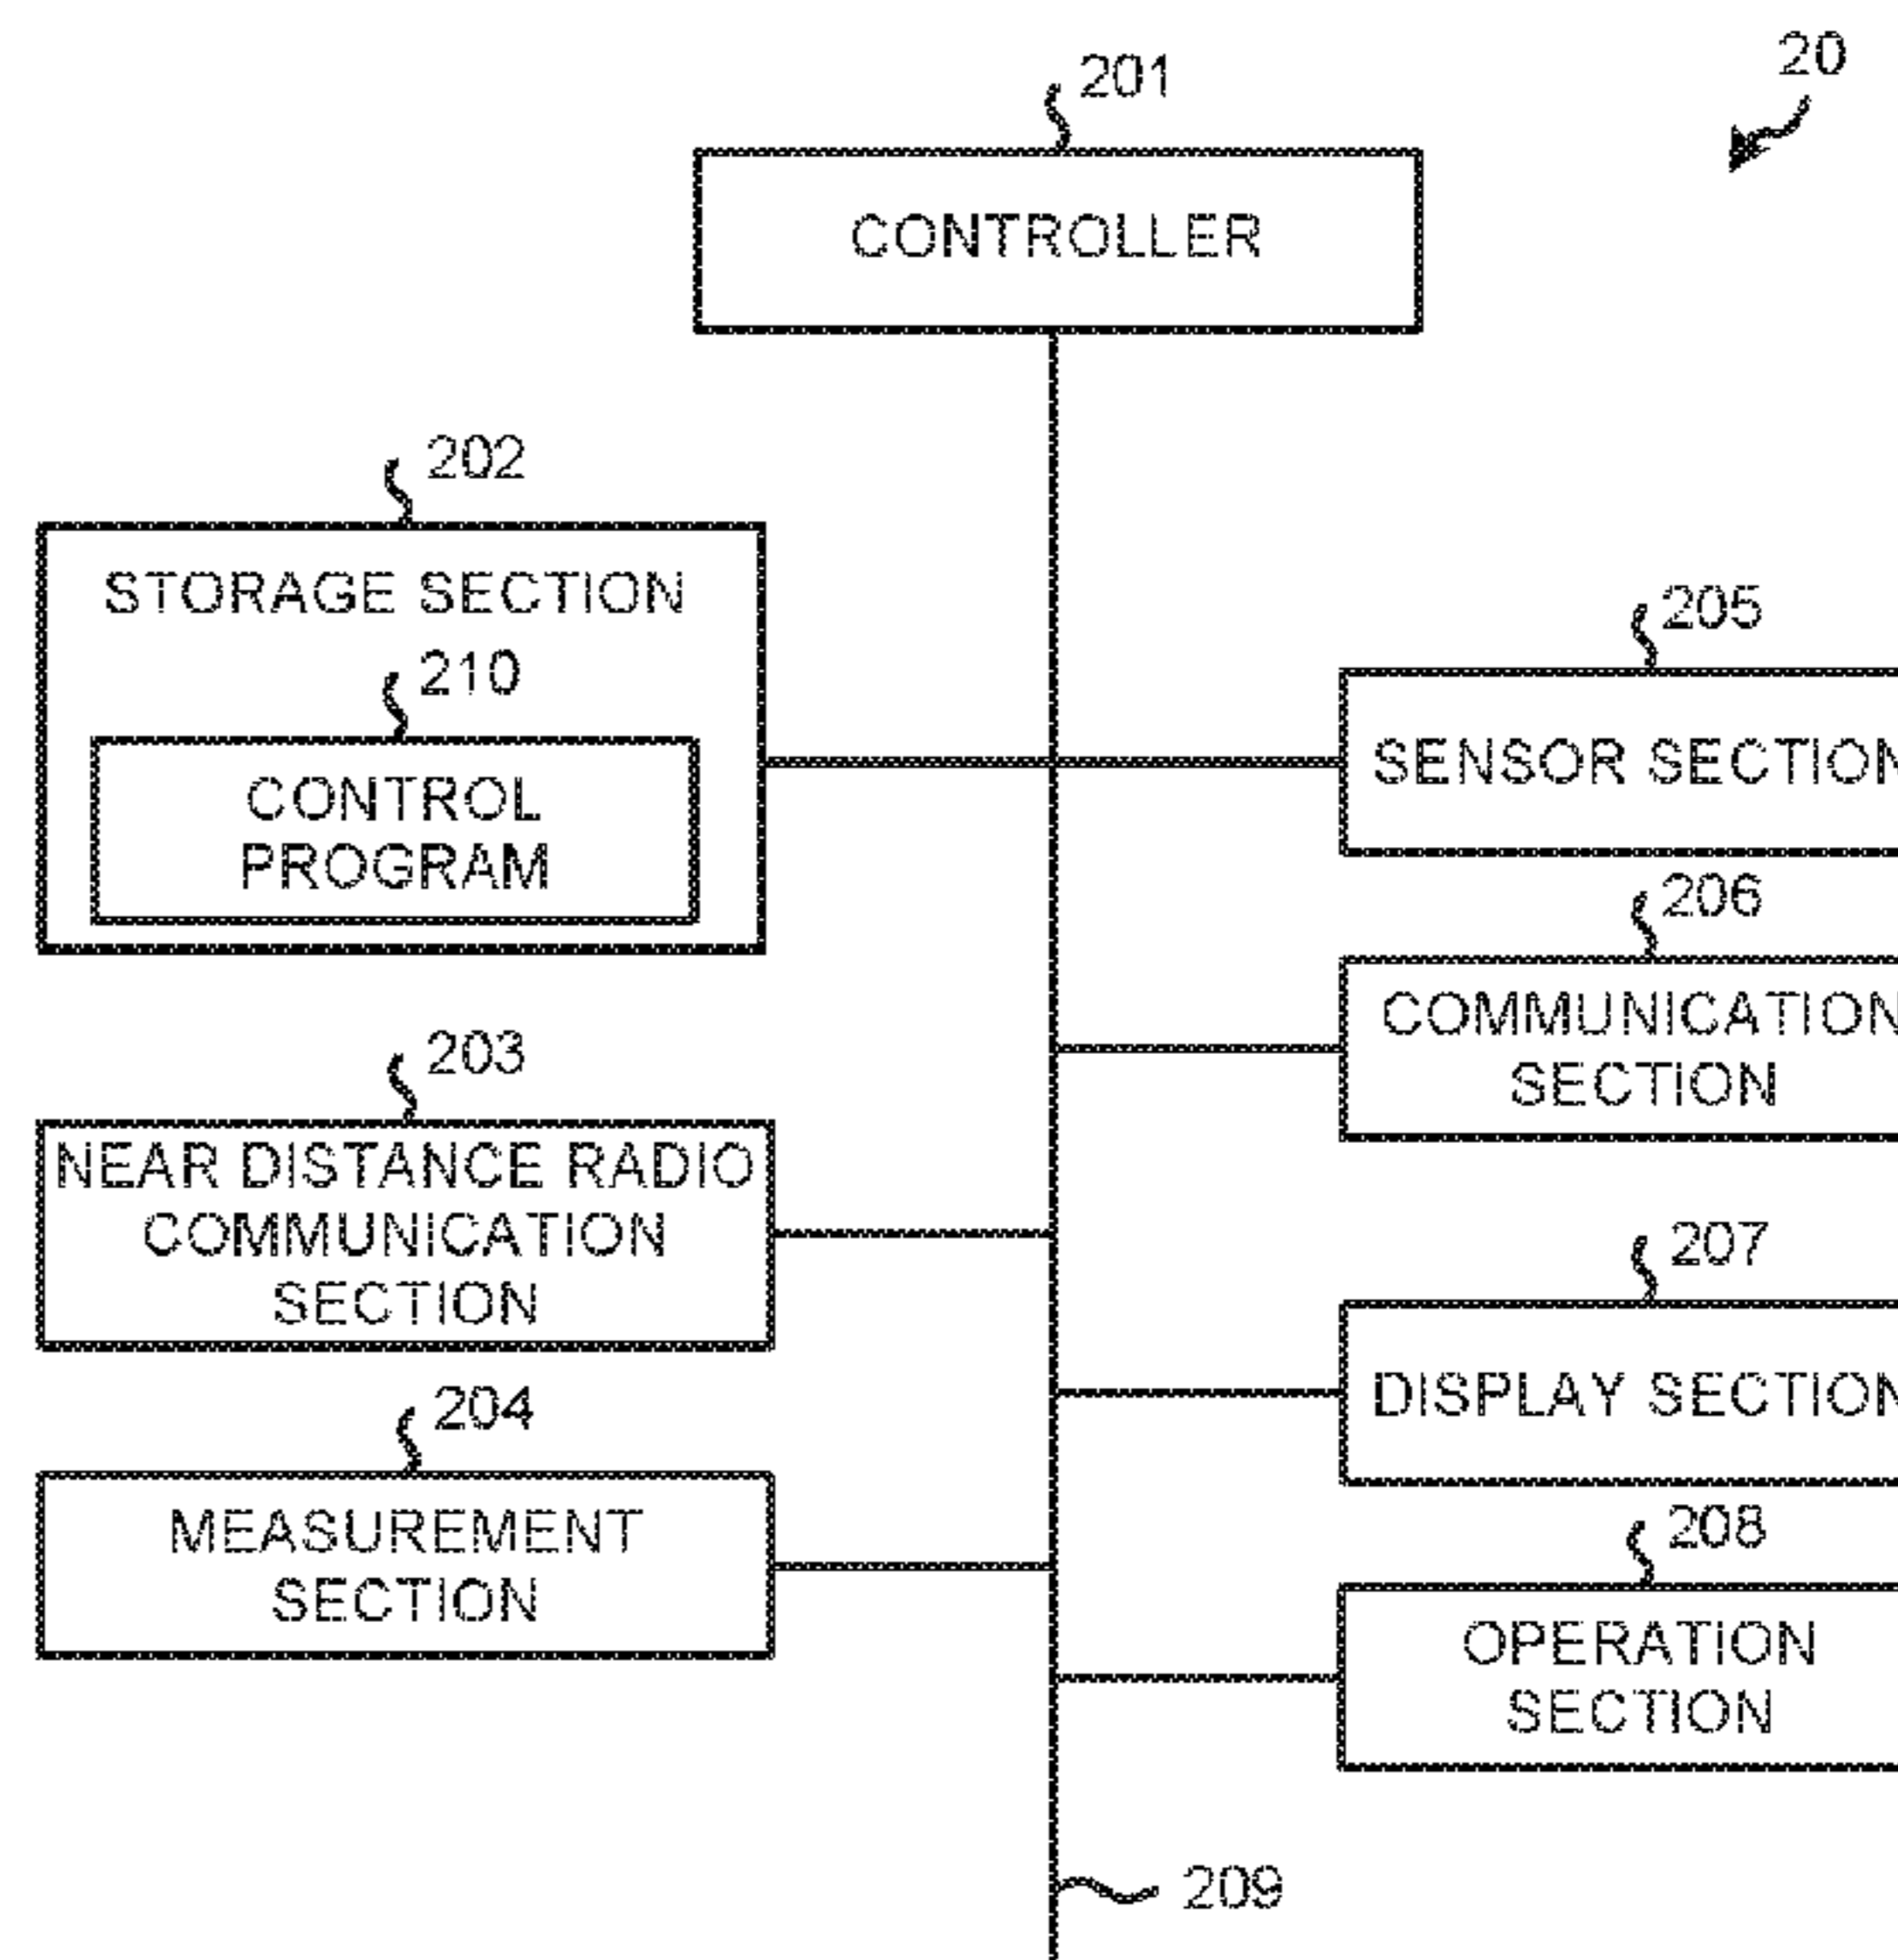 20
201
CONTROLLER
202
STORAGE SECTION
210
CONTROL
PROGRAM
203
NEAR DISTANCE RADIO
COMMUNICATION
SECTION
204
MEASUREMENT
SECTION
205
SENSOR SECTION
206
COMMUNICATION
SECTION
207
DISPLAY SECTION
208
OPERATION
SECTION
209